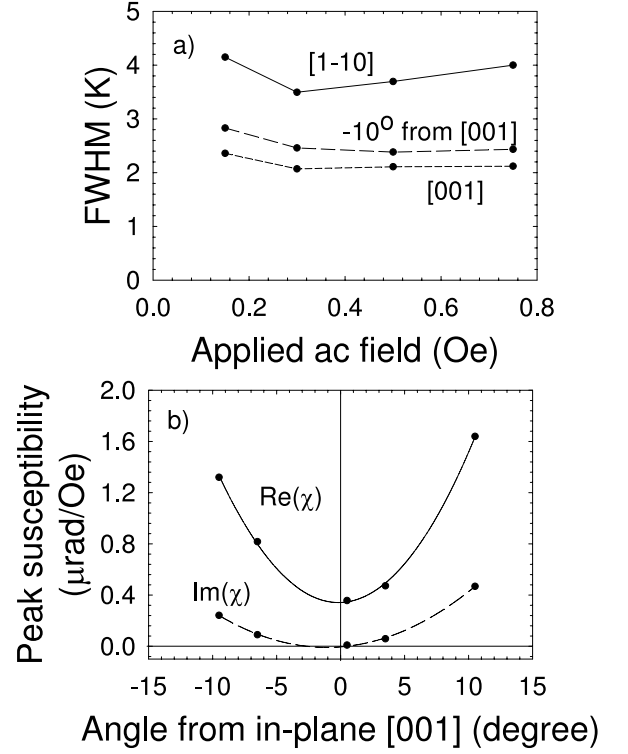 a)
[1-10]
-10° from [001]
[001]
FWHM (K)
5
4
3
2
1
0
0.0 0.2 0.4 0.6 0.8
Applied ac field (Oe)
b)
Re(χ)
Im(χ)
Peak susceptibility
(μrad/Oe)
2.0
1.6
1.2
0.8
0.4
0.0
-15 -10 -5 0 5 10 15
Angle from in-plane [001] (degree)